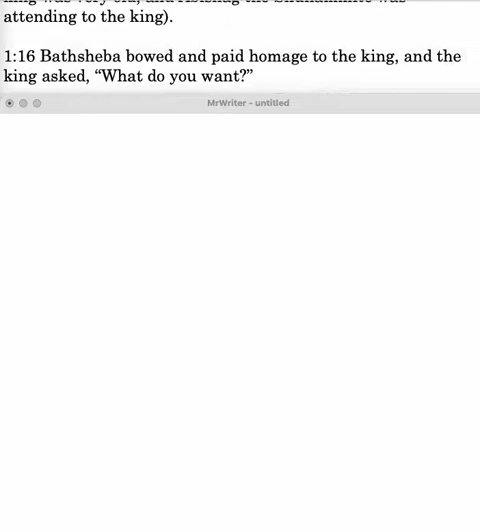 attending to the king).
1:16 Bathsheba bowed and paid homage to the king, and the
king asked, “What do you want?”
MrWriter - untitled